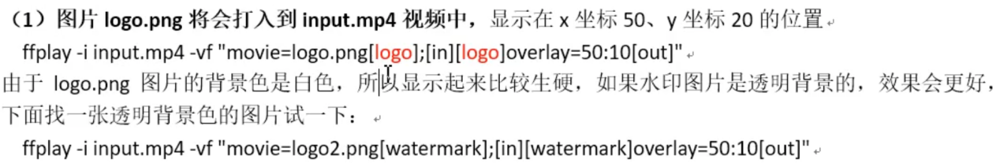 （1）图片 logo.png 将会打入到 input.mp4 视频中，显示在 x 坐标 50、y 坐标 20 的位置
ffplay -i input.mp4 -vf "movie=logo.png[logo];[in][logo]overlay=50:10[out]"
由于 logo.png 图片的背景色是白色，所以显示起来比较生硬，如果水印图片是透明背景的，效果会更好，
下面找一张透明背景色的图片试一下：
ffplay -i input.mp4 -vf "movie=logo2.png[watermark];[in][watermark]overlay=50:10[out]"